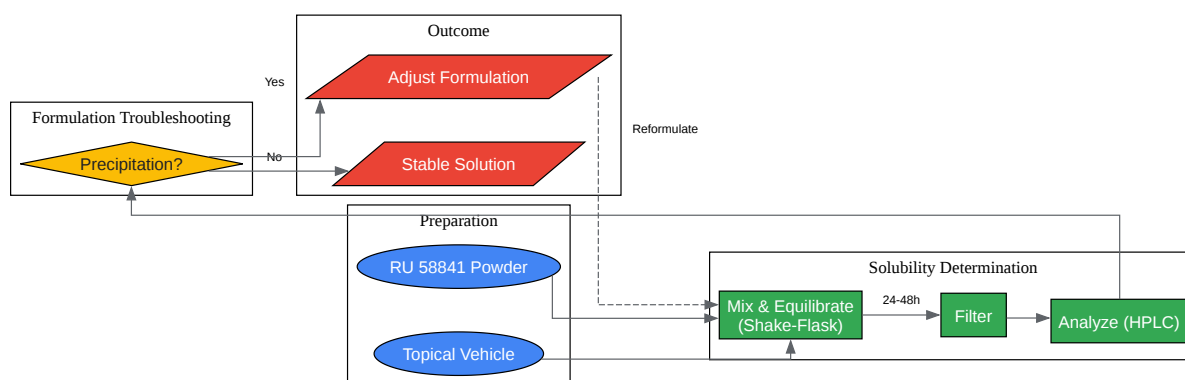 Outcome
Adjust Formulation
Yes
Formulation Troubleshooting
Reformulate
Precipitation?
No
Stable Solution
Preparation
RU 58841 Powder
Topical Vehicle
Solubility Determination
Mix & Equilibrate
(Shake-Flask)
24-48h
Filter
Analyze (HPLC)